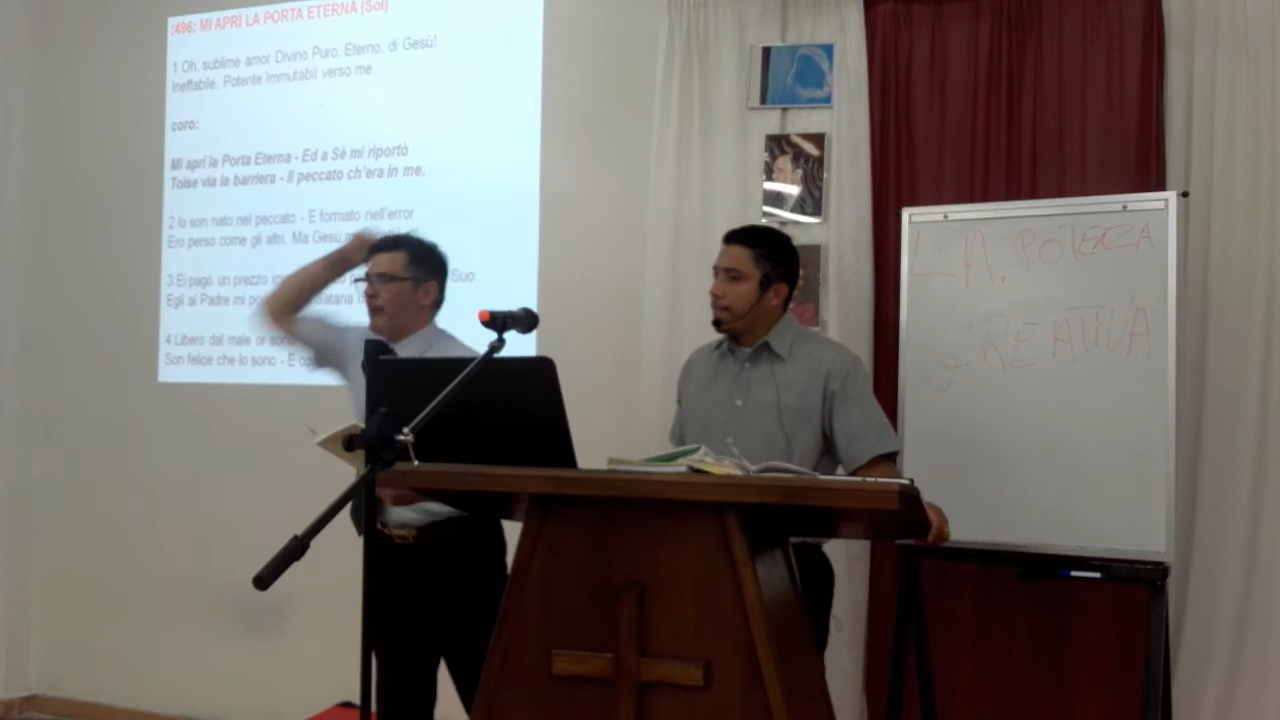 :496: MI APRÌ LA PORTA ETERNA (Sol)
1 Oh, sublime amor Divino Puro, Eterno, di Gesù!
Ineffabile. Potente Immutabil verso me.
coro:
Mi aprì la Porta Eterna - Ed a Sé mi riportò
Tolse via la barriera - il peccato ch'era in me.
2 Io son nato nel peccato - E formato nell'error
Ero perso come gli altri. Ma Gesù
3 Ei pagò un prezzo Suo
Egli al Padre mi
4 Libero dal male or
Son felice che lo sono - E
LA POTENZA
CREATIVA